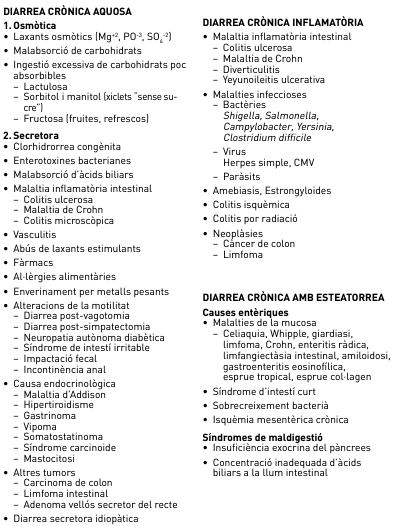 DIARREA CRÒNICA AQUOSA
1. Osmòtica
• Laxants osmòtics (Mg+2, PO-3, SO4-2)
• Malabsorció de carbohidrats
• Ingestió excessiva de carbohidrats poc
absorbibles
– Lactulosa
– Sorbitol i manitol (xiclets "sense su-
cre")
– Fructosa (fruites, refrescos)
2. Secretora
• Clorhidrorrea congènita
• Enterotoxines bacterianes
• Malabsorció d'àcids biliars
• Malaltia inflamatòria intestinal
– Colitis ulcerosa
– Malaltia de Crohn
– Colitis microscòpica
• Vasculitis
• Abús de laxants estimulants
• Fàrmacs
• Al·lèrgies alimentàries
• Enverinament per metalls pesants
• Alteracions de la motilitat
– Diarrea post-vagotomia
– Diarrea post-simpatectomia
– Neuropatia autònoma diabètica
– Síndrome de intestí irritable
– Impactació fecal
– Incontinència anal
• Causa endocrinològica
– Malaltia d'Addison
– Hipertiroidisme
– Gastrinoma
– Vipoma
– Somatostatinoma
– Síndrome carcinoide
– Mastocitosi
• Altres tumors
– Carcinoma de colon
– Limfoma intestinal
– Adenoma vellós secretor del recte
• Diarrea secretora idiopàtica
DIARREA CRÒNICA INFLAMATÒRIA
• Malaltia inflamatòria intestinal
– Colitis ulcerosa
– Malaltia de Crohn
– Diverticulitis
– Yeyunoileitis ulcerativa
• Malalties infeccioses
– Bactèries
Shigella, Salmonella,
Campylobacter, Yersinia,
Clostridium difficile
– Virus
Herpes simple, CMV
– Paràsits
• Amebiasis, Estrongyloides
• Colitis isquèmica
• Colitis por radiació
• Neoplàsies
– Càncer de colon
– Limfoma
DIARREA CRÒNICA AMB ESTEATORREA
Causes entèriques
• Malalties de la mucosa
– Celiaquia, Whipple, giardiasi,
limfoma, Crohn, enteritis ràdica,
limfangiectàsia intestinal, amiloidosi,
gastroenteritis eosinofílica,
esprue tropical, esprue col·lagen
• Síndrome d'intestí curt
• Sobrecreixement bacterià
• Isquèmia mesentèrica crònica
Síndromes de maldigestió
• Insuficiència exocrina del pàncrees
• Concentració inadequada d'àcids
biliars a la llum intestinal